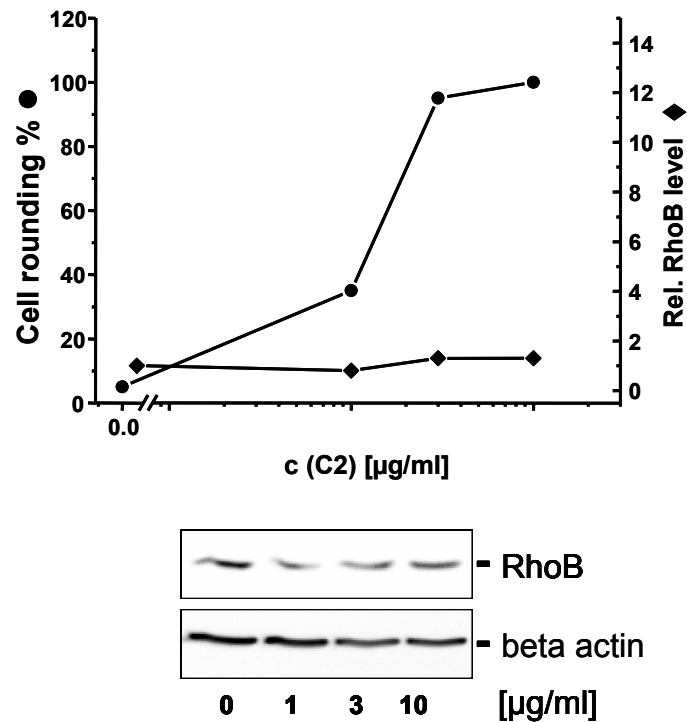 Cell rounding %
120
100
80
60
40
20
0
14
12
10
8
6
4
2
0
Rel. RhoB level
0.0
c (C2) [µg/ml]
RhoB
beta actin
0 1 3 10 [µg/ml]